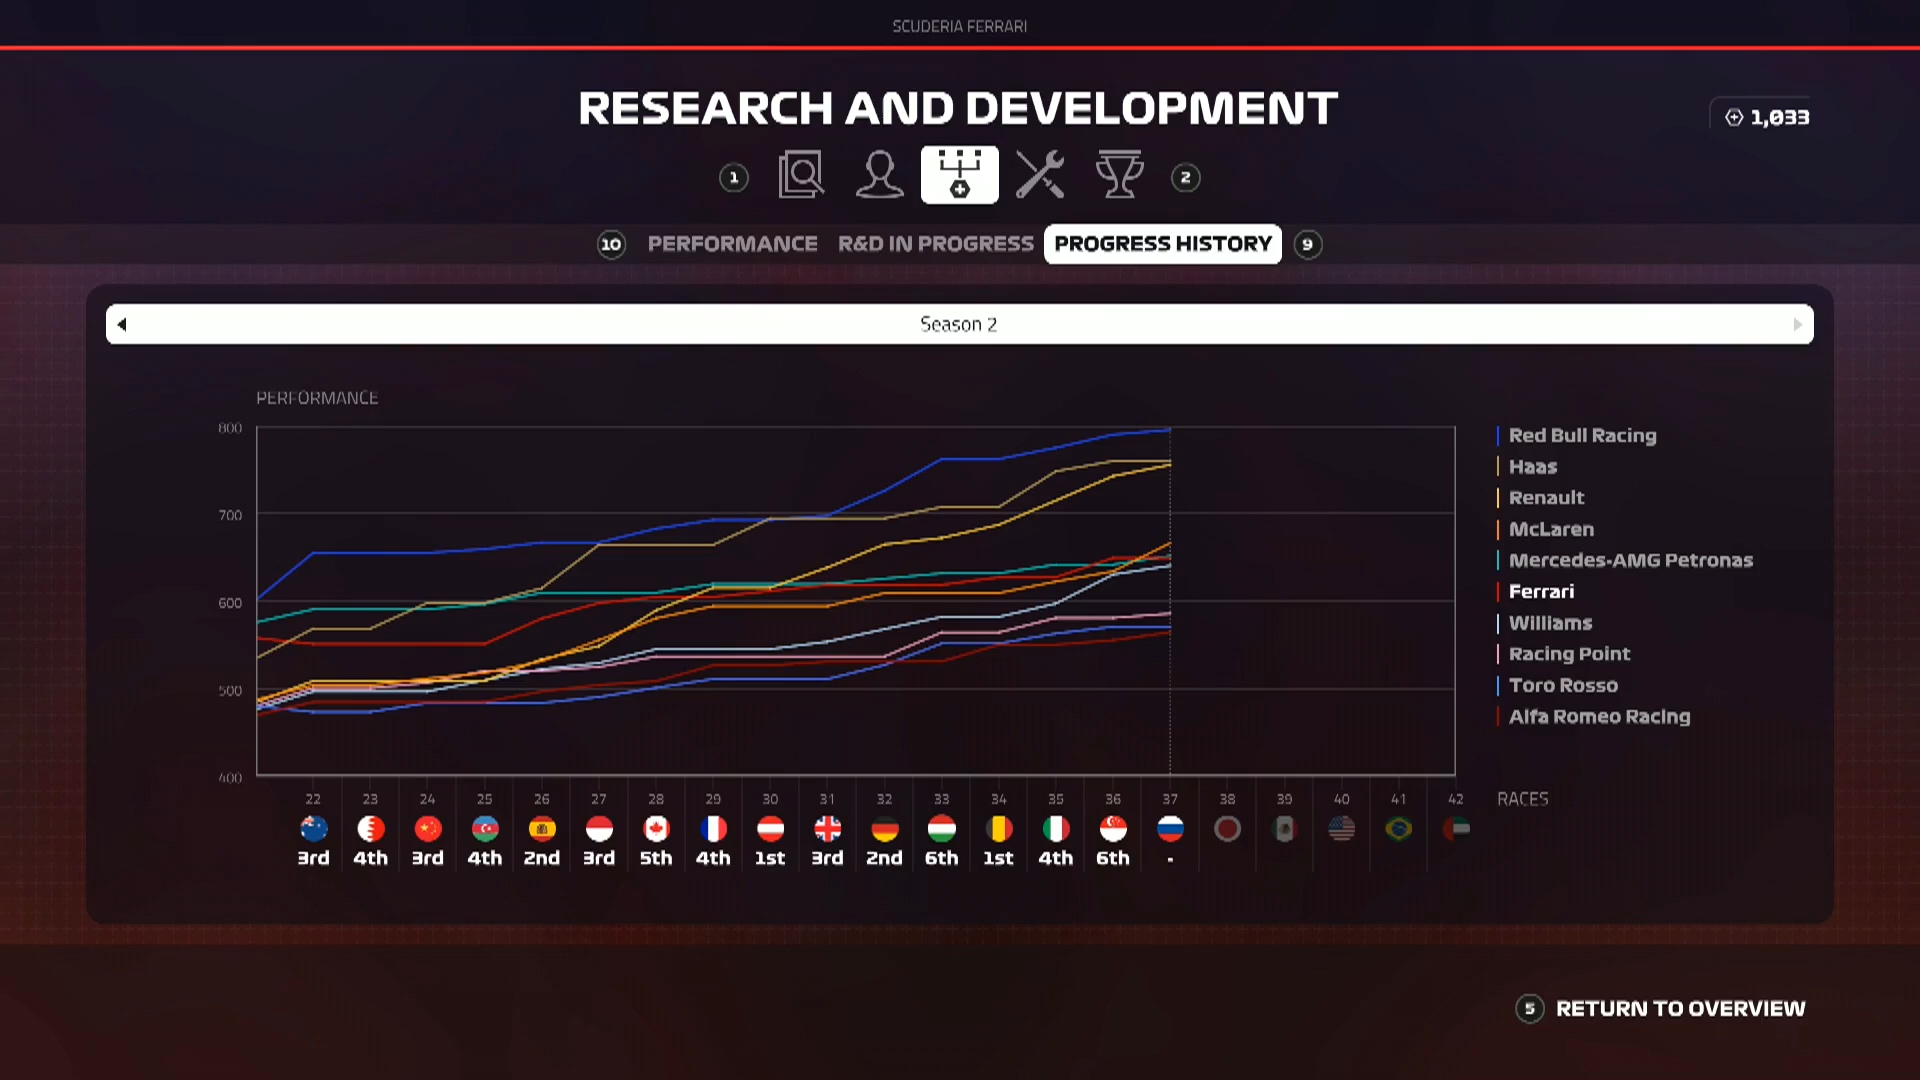 SCUDERIA FERRARI
RESEARCH AND DEVELOPMENT
1,033
1 2
10 PERFORMANCE R&D IN PROGRESS PROGRESS HISTORY 9
Season 2
PERFORMANCE
800
700
600
500
400
Red Bull Racing
Haas
Renault
McLaren
Mercedes-AMG Petronas
Ferrari
Williams
Racing Point
Toro Rosso
Alfa Romeo Racing
22 23 24 25 26 27 28 29 30 31 32 33 34 35 36 37 38 39 40 41 42 RACES
3rd 4th 3rd 4th 2nd 3rd 5th 4th 1st 3rd 2nd 6th 1st 4th 6th -
5 RETURN TO OVERVIEW